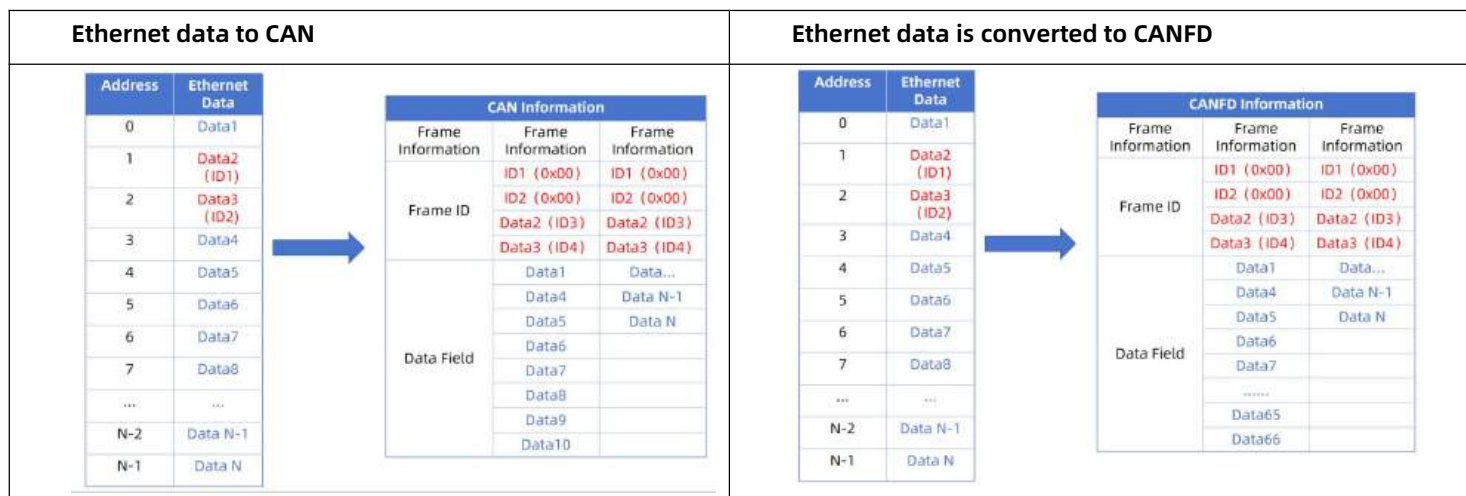 Ethernet data to CAN
Ethernet data is converted to CANFD
Address Ethernet Data
0 Data1
1 Data2 (ID1)
2 Data3 (ID2)
3 Data4
4 Data5
5 Data6
6 Data7
7 Data8
... ...
N-2 Data N-1
N-1 Data N
CAN Information
Frame Information Frame Information Frame Information
Frame ID
ID1 (0x00) ID1 (0x00)
ID2 (0x00) ID2 (0x00)
Data2 (ID3) Data2 (ID3)
Data3 (ID4) Data3 (ID4)
Data Field
Data1 Data...
Data4 Data N-1
Data5 Data N
Data6
Data7
Data8
Data9
Data10
Address Ethernet Data
0 Data1
1 Data2 (ID1)
2 Data3 (ID2)
3 Data4
4 Data5
5 Data6
6 Data7
7 Data8
... ...
N-2 Data N-1
N-1 Data N
CANFD Information
Frame Information Frame Information Frame Information
Frame ID
ID1 (0x00) ID1 (0x00)
ID2 (0x00) ID2 (0x00)
Data2 (ID3) Data2 (ID3)
Data3 (ID4) Data3 (ID4)
Data Field
Data1 Data...
Data4 Data N-1
Data5 Data N
Data6
Data7
......
Data65
Data66